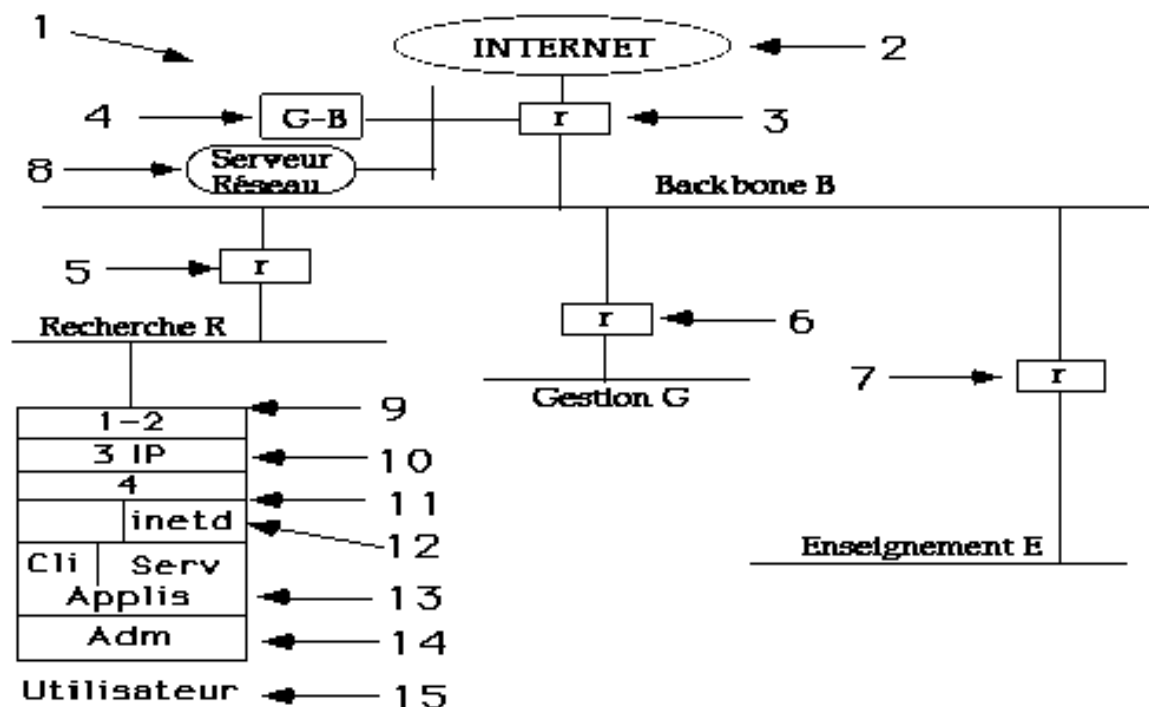 1
INTERNET
2
4
G-B
r
3
8
Serveur
Réseau
Backbone B
5
r
Recherche R
r
6
7
r
Gestion G
1-2
9
3 IP
10
4
11
inetd
12
Enseignement E
Cli
Serv
Applis
13
Adm
14
Utilisateur
15